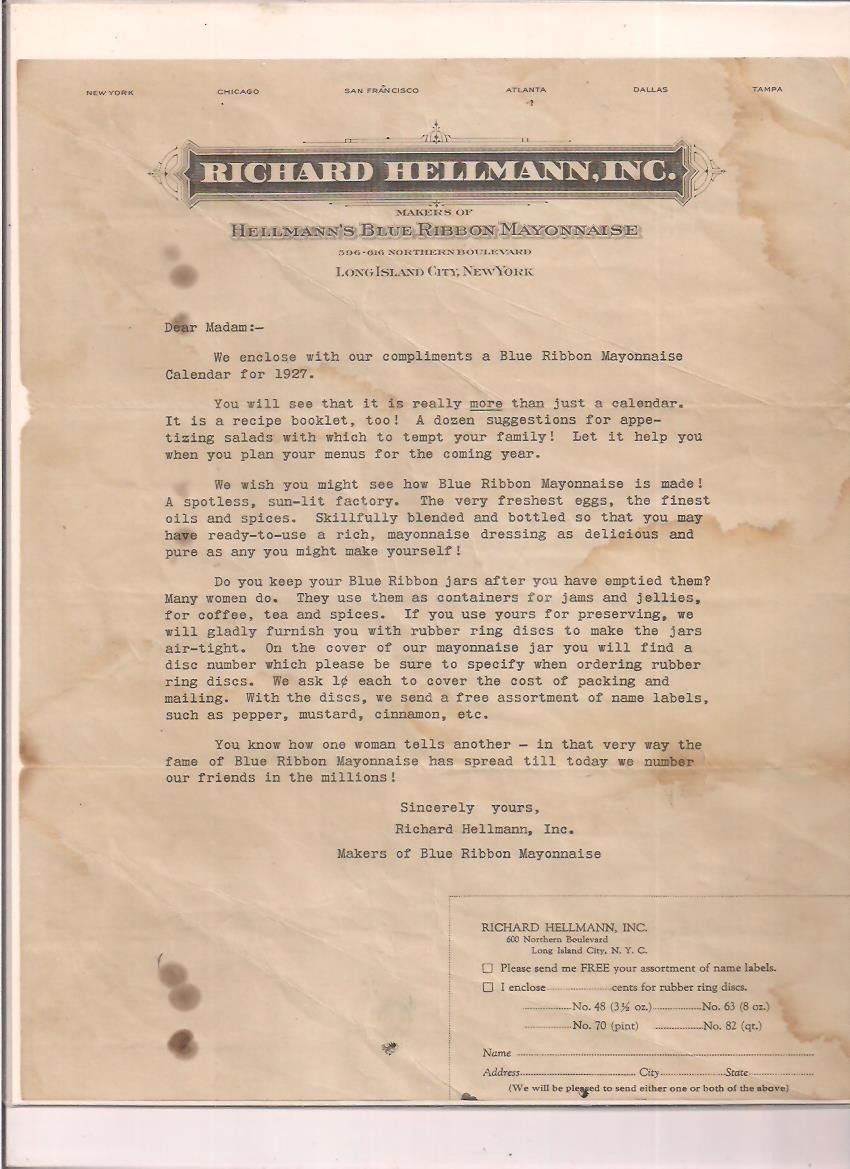 NEW YORK CHICAGO SAN FRANCISCO ATLANTA DALLAS TAMPA
RICHARD HELLMANN, INC.
MAKERS OF
HELLMANN'S BLUE RIBBON MAYONNAISE
596-616 NORTHERN BOULEVARD
LONG ISLAND CITY, NEW YORK
Dear Madam:—
We enclose with our compliments a Blue Ribbon Mayonnaise
Calendar for 1927.
You will see that it is really more than just a calendar.
It is a recipe booklet, too! A dozen suggestions for appe-
tizing salads with which to tempt your family! Let it help you
when you plan your menus for the coming year.
We wish you might see how Blue Ribbon Mayonnaise is made!
A spotless, sun-lit factory. The very freshest eggs, the finest
oils and spices. Skillfully blended and bottled so that you may
have ready-to-use a rich, mayonnaise dressing as delicious and
pure as any you might make yourself!
Do you keep your Blue Ribbon jars after you have emptied them?
Many women do. They use them as containers for jams and jellies,
for coffee, tea and spices. If you use yours for preserving, we
will gladly furnish you with rubber ring discs to make the jars
air-tight. On the cover of our mayonnaise jar you will find a
disc number which please be sure to specify when ordering rubber
ring discs. We ask 1¢ each to cover the cost of packing and
mailing. With the discs, we send a free assortment of name labels,
such as pepper, mustard, cinnamon, etc.
You know how one woman tells another — in that very way the
fame of Blue Ribbon Mayonnaise has spread till today we number
our friends in the millions!
Sincerely yours,
Richard Hellmann, Inc.
Makers of Blue Ribbon Mayonnaise
RICHARD HELLMANN, INC.
600 Northern Boulevard
Long Island City, N. Y. C.
☐ Please send me FREE your assortment of name labels.
☐ I enclose ............ cents for rubber ring discs.
............ No. 48 (3½ oz.) ............ No. 63 (8 oz.)
............ No. 70 (pint) ............ No. 82 (qt.)
Name ............
Address ............ City ............ State ............
(We will be pleased to send either one or both of the above)